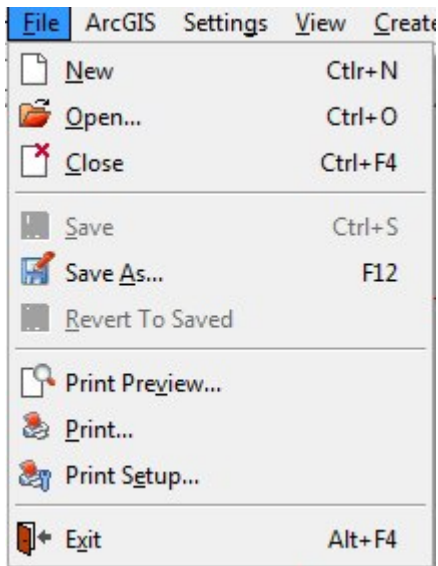 File ArcGIS Settings View Create
New Ctlr+N
Open... Ctrl+O
Close Ctrl+F4
Save Ctrl+S
Save As... F12
Revert To Saved
Print Preview...
Print...
Print Setup...
Exit Alt+F4